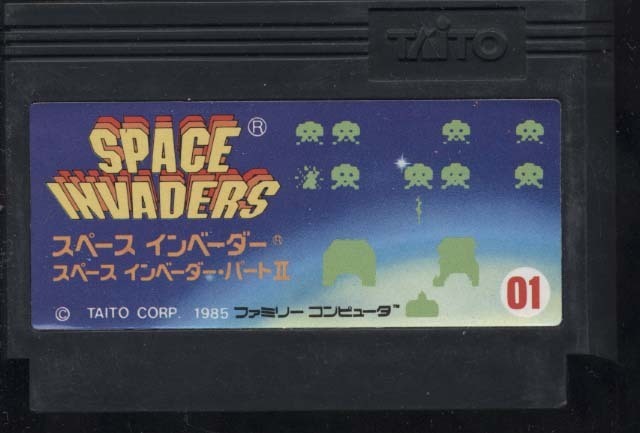 TAITO
SPACE ®
INVADERS
スペース インベーダー®
スペース インベーダー・パートⅡ
© TAITO CORP. 1985 ファミリー コンピュータ™
01